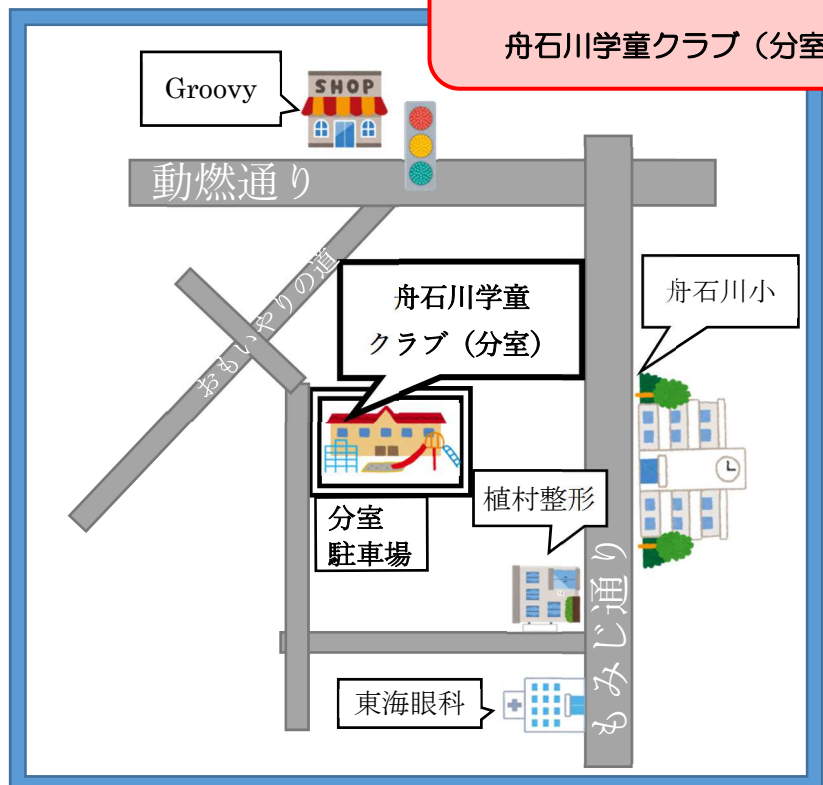 舟石川学童クラブ（分室
Groovy
SHOP
動燃通り
おもいやりの道
舟石川学童
クラブ（分室）
舟石川小
植村整形
分室
駐車場
もみじ通り
東海眼科